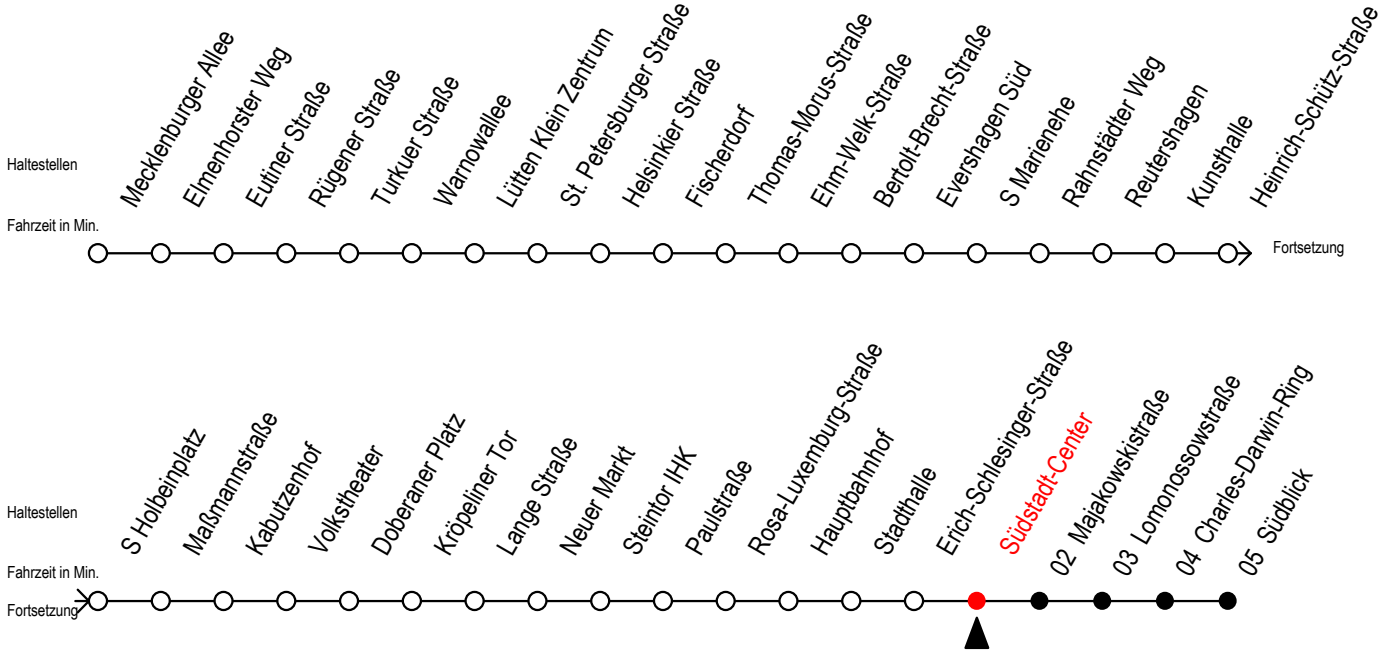 Haltestellen
Mecklenburger Allee
Elmenhorster Weg
Eutiner Straße
Rügener Straße
Turkuer Straße
Warnowallee
Lütten Klein Zentrum
St. Petersburger Straße
Helsinkier Straße
Fischerdorf
Thomas-Morus-Straße
Ehm-Welk-Straße
Bertolt-Brecht-Straße
Evershagen Süd
S Marienehe
Rahnstädter Weg
Reutershagen
Kunsthalle
Heinrich-Schütz-Straße
Fahrzeit in Min.
Fortsetzung
Haltestellen
S Holbeinplatz
Maßmannstraße
Kabutzenhof
Volkstheater
Doberaner Platz
Kröpeliner Tor
Lange Straße
Neuer Markt
Steintor IHK
Paulstraße
Rosa-Luxemburg-Straße
Hauptbahnhof
Stadthalle
Erich-Schlesinger-Straße
Südstadt-Center
02 Majakowskistraße
03 Lomonossowstraße
04 Charles-Darwin-Ring
05 Südblick
Fahrzeit in Min.
Fortsetzung